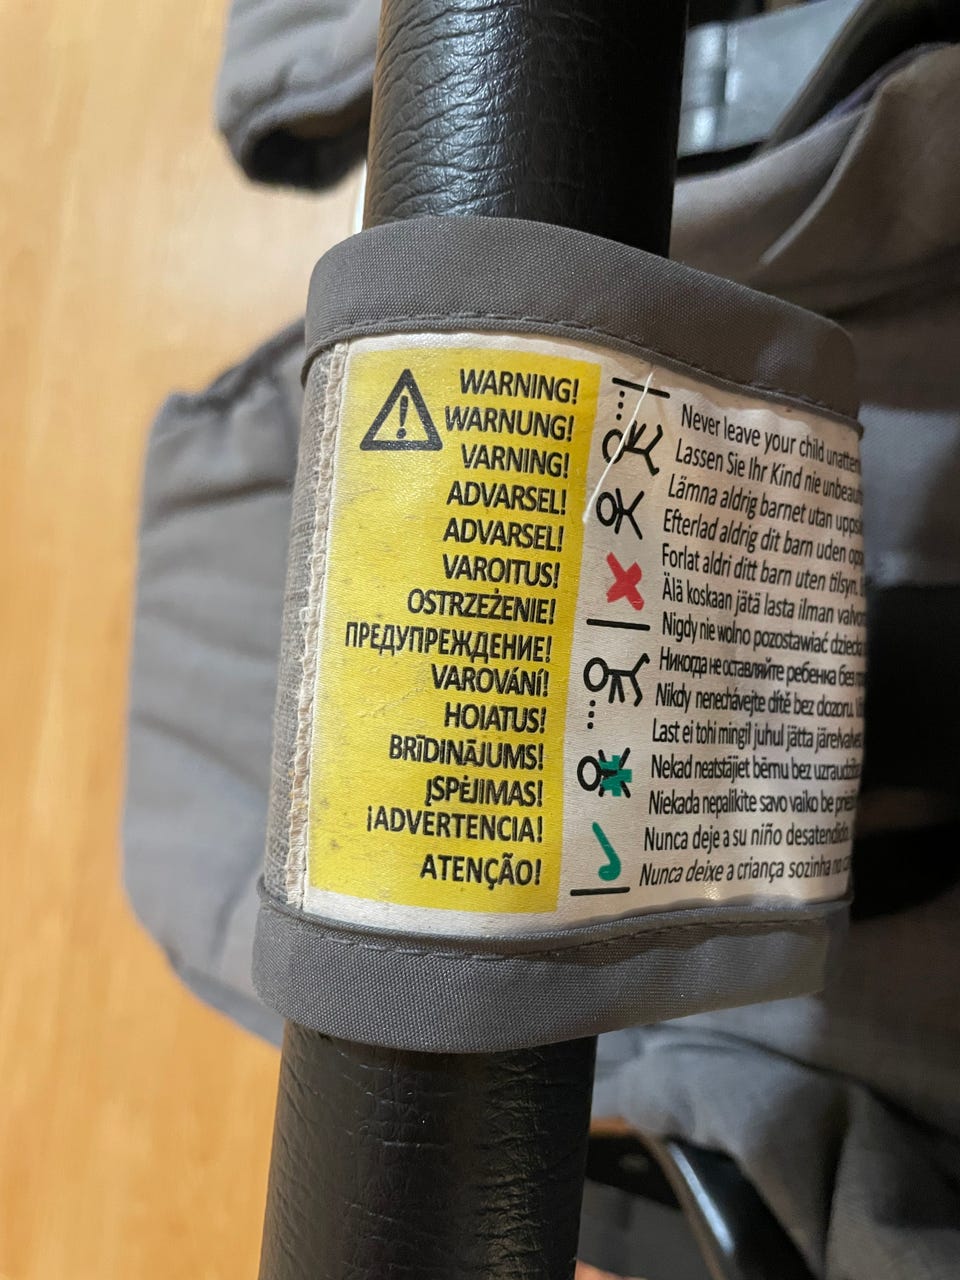 WARNING!
WARNUNG!
VARNING!
ADVARSEL!
ADVARSEL!
VAROITUS!
OSTRZEŻENIE!
ПРЕДУПРЕЖДЕНИЕ!
VAROVÁNÍ!
HOIATUS!
BRĪDINĀJUMS!
ĮSPĖJIMAS!
¡ADVERTENCIA!
ATENÇÃO!
Never leave your child
Lassen Sie Ihr Kind nie
Lämna aldrig barnet utan
Efterlad aldrig dit barn uden
Forlat aldri ditt barn uten tilsyn.
Älä koskaan jätä lasta ilman
Nigdy nie wolno pozostawiać
Никогда не оставляйте ребенка без
Nikdy nenechávejte dítě bez dozoru.
Last ei tohi mingil juhul jätta
Nekad neatstājiet bērnu bez
Niekada nepalikite savo vaiko be
Nunca deje a su niño desatendido.
Nunca deixe a criança sozinha